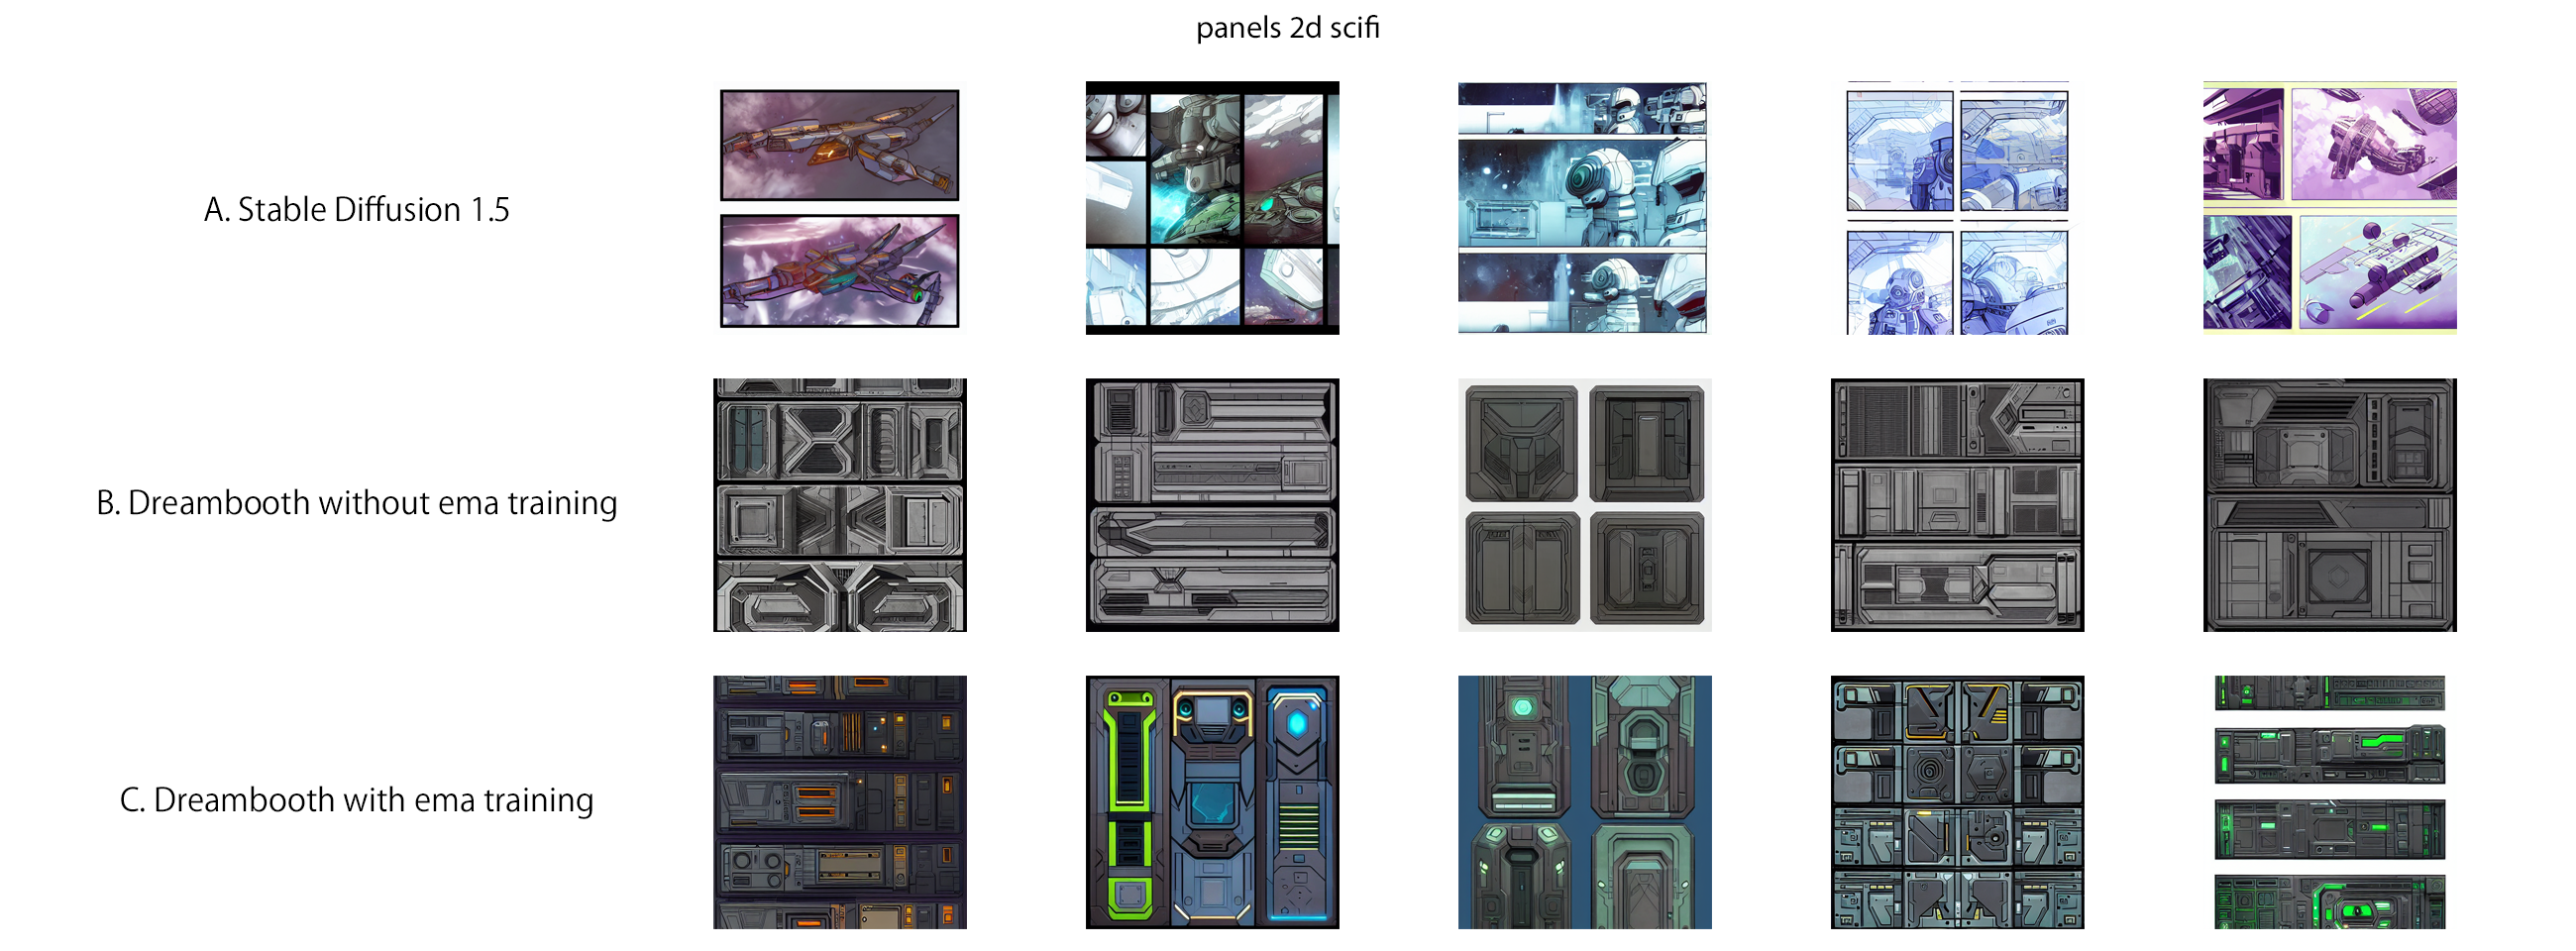 panels 2d scifi
A. Stable Diffusion 1.5
B. Dreambooth without ema training
C. Dreambooth with ema training